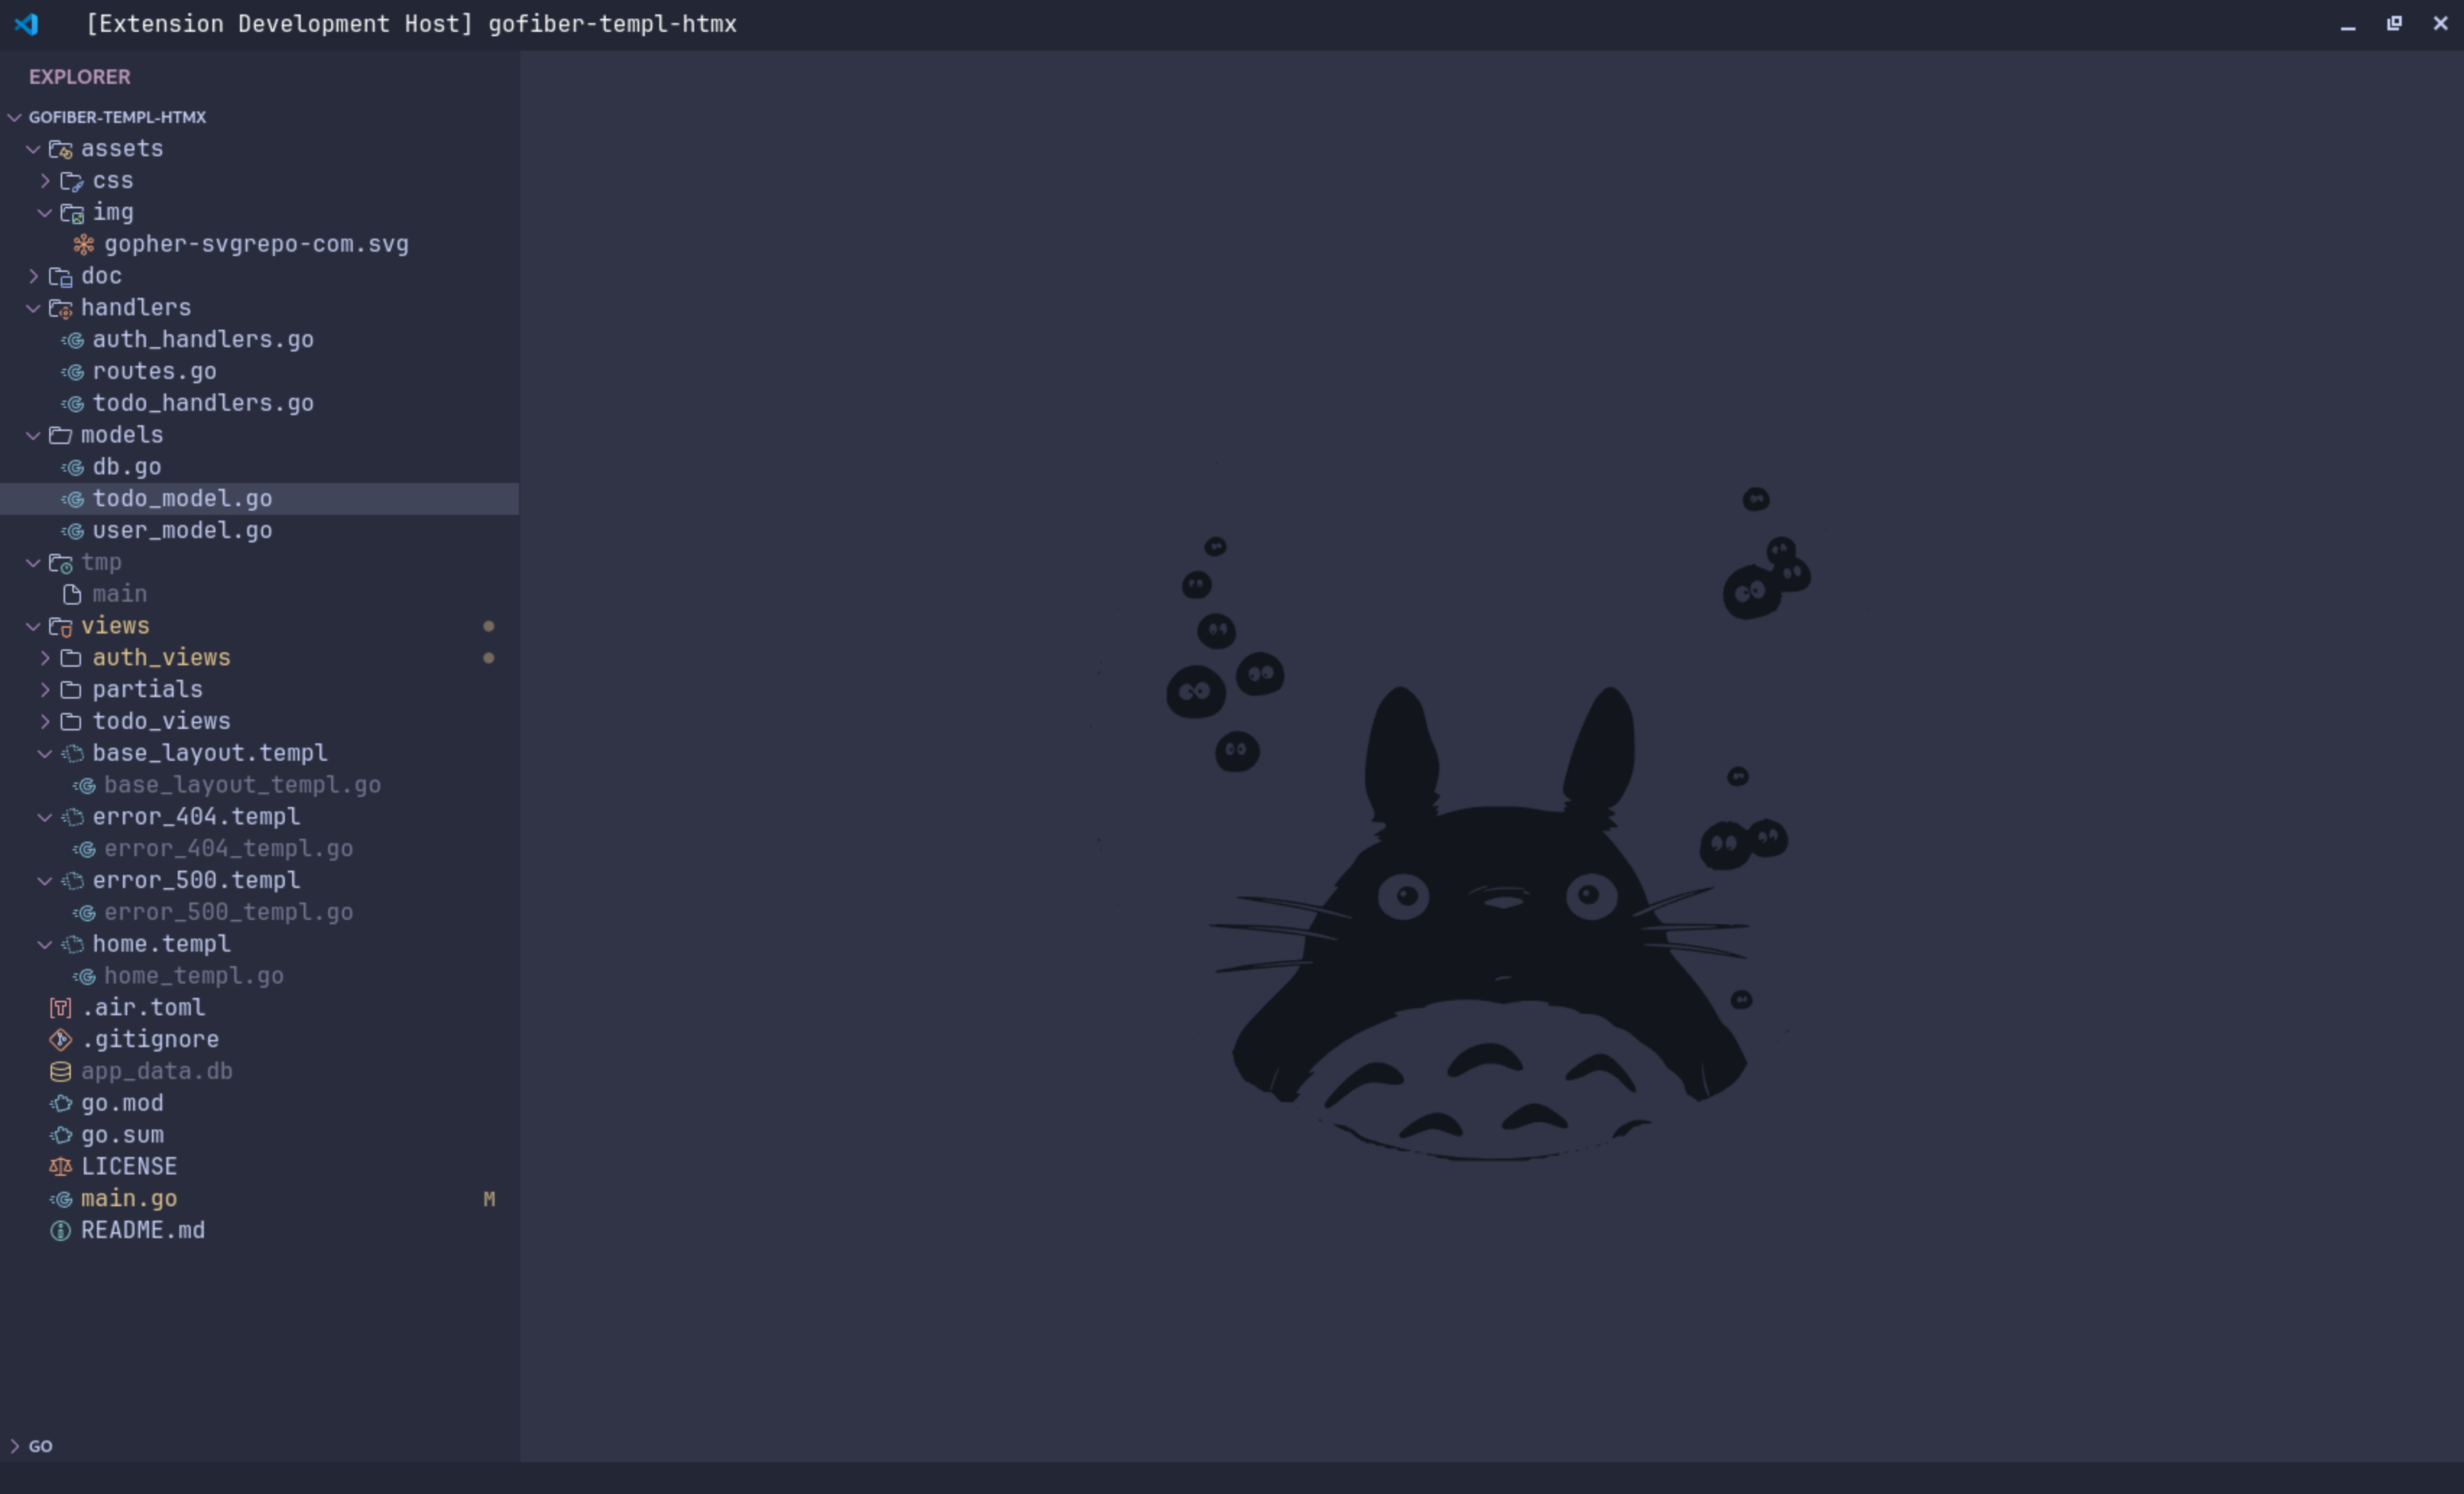 [Extension Development Host] gofiber-templ-htmx
EXPLORER
GOFIBER-TEMPL-HTMX
assets
css
img
gopher-svgrepo-com.svg
doc
handlers
auth_handlers.go
routes.go
todo_handlers.go
models
db.go
todo_model.go
user_model.go
tmp
main
views
auth_views
partials
todo_views
base_layout.templ
base_layout_templ.go
error_404.templ
error_404_templ.go
error_500.templ
error_500_templ.go
home.templ
home_templ.go
.air.toml
.gitignore
app_data.db
go.mod
go.sum
LICENSE
main.go M
README.md
GO